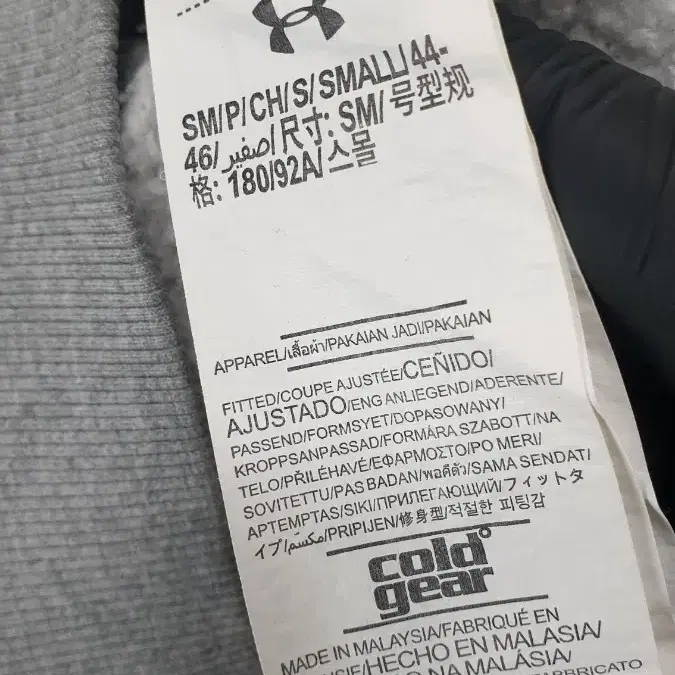 SM/P/CH/S/SMALL/44-
46/صغير/尺寸: SM/号型规
格: 180/92A/스몰
APPAREL/เสื้อผ้า/PAKAIAN JADI/PAKAIAN
FITTED/COUPE AJUSTÉE/CEÑIDO/
AJUSTADO/ENG ANLIEGEND/ADERENTE/
PASSEND/FORMSYET/DOPASOWANY/
KROPPSANPASSAD/FORMÁRA SZABOTT/NA
TELO/PŘILÉHAVÉ/ΕΦΑΡΜΟΣΤΟ/PO MERI/
SOVITETTU/PAS BADAN/พอดีตัว/SAMA SENDAT/
APTEMPTAS/SIKI/ПРИЛЕГАЮЩИЙ/フィットタ
イプ/مكسّم/PRIPIJEN/修身型/적절한 피팅감
cold
gear
MADE IN MALAYSIA/FABRIQUÉ EN
SIE/HECHO EN MALASIA/
NA MALÁSIA/
FABBRICATO